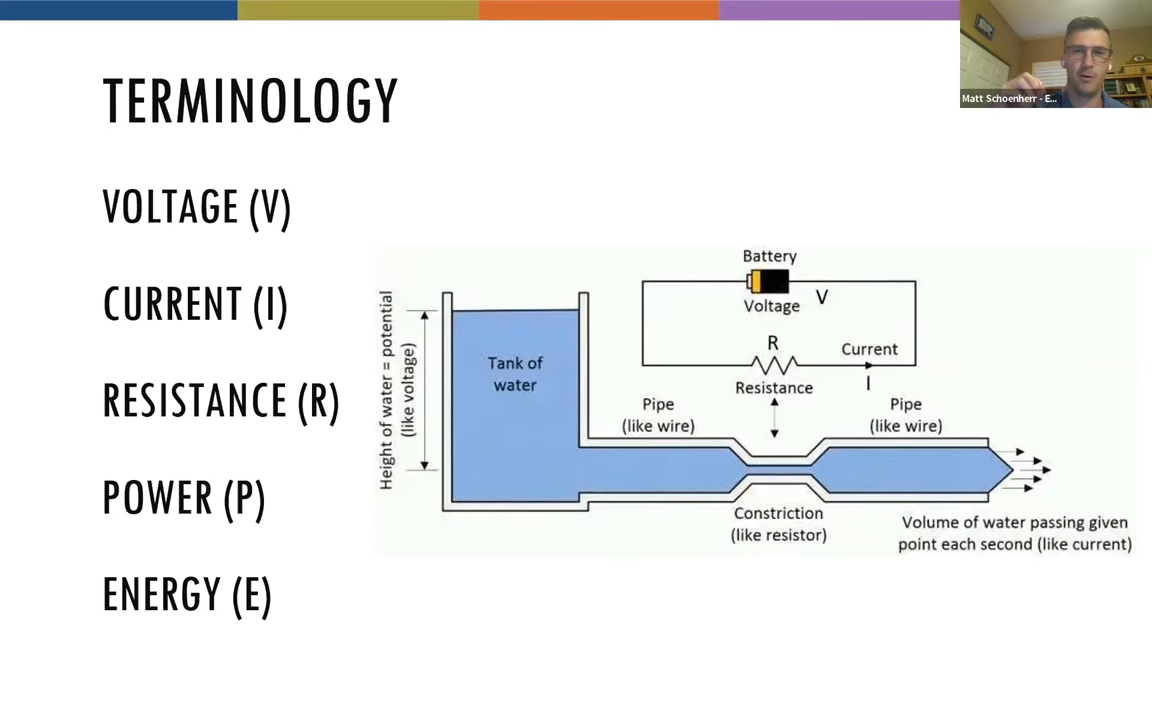 TERMINOLOGY
VOLTAGE (V)
CURRENT (I)
RESISTANCE (R)
POWER (P)
ENERGY (E)
Matt Schoenherr - E...
Battery
Voltage
V
R
Resistance
Current
I
Height of water = potential
(like voltage)
Tank of
water
Pipe
(like wire)
Pipe
(like wire)
Constriction
(like resistor)
Volume of water passing given
point each second (like current)